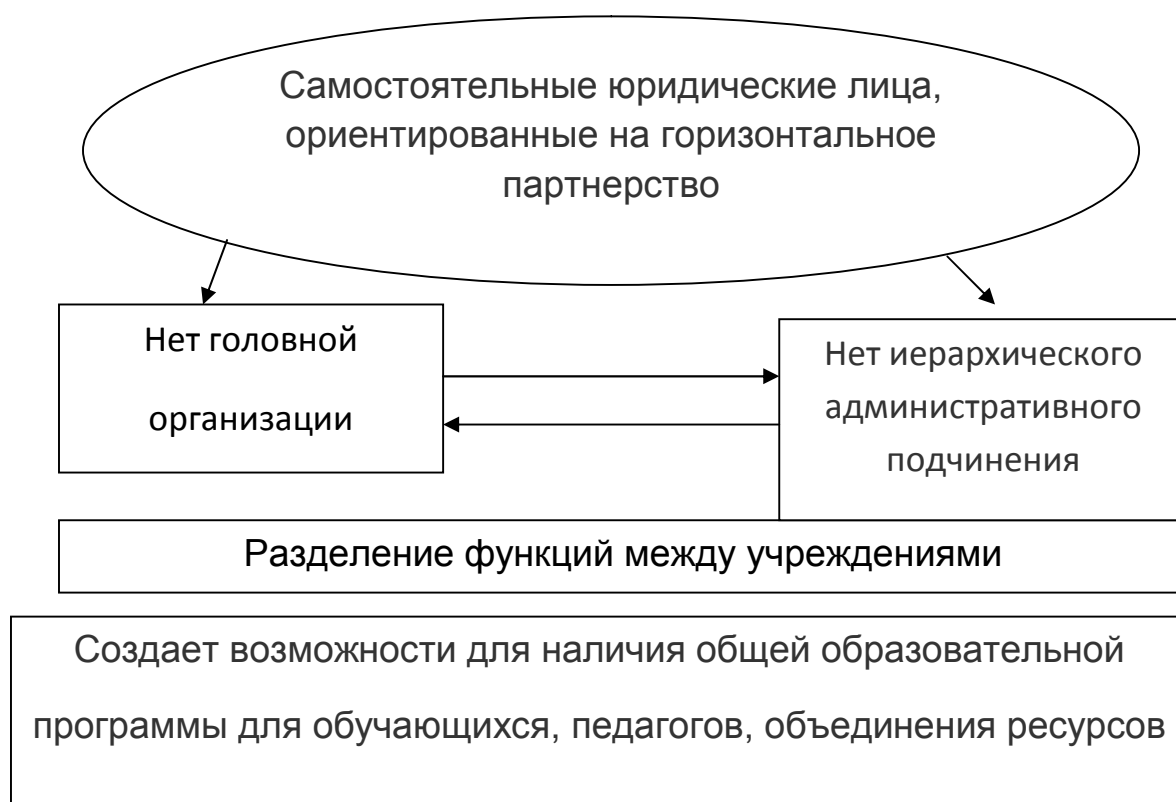 Самостоятельные юридические лица,
ориентированные на горизонтальное
партнерство
Нет головной
организации
Нет иерархического
административного
подчинения
Разделение функций между учреждениями
Создает возможности для наличия общей образовательной
программы для обучающихся, педагогов, объединения ресурсов